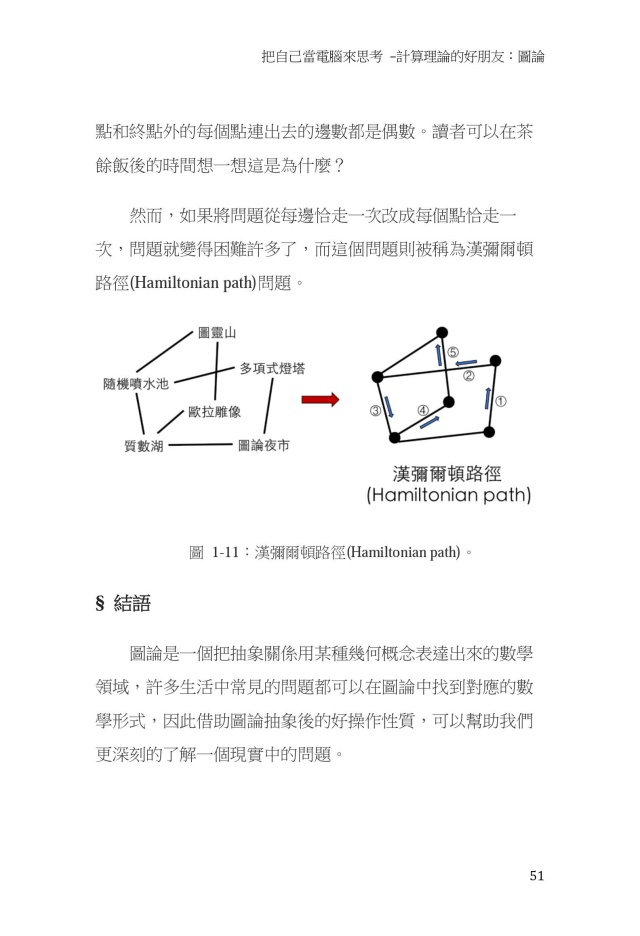 把自己當電腦來思考 –計算理論的好朋友：圖論
點和終點外的每個點連出去的邊數都是偶數。讀者可以在茶
餘飯後的時間想一想這是為什麼？
然而，如果將問題從每邊恰走一次改成每個點恰走一
次，問題就變得困難許多了，而這個問題則被稱為漢彌爾頓
路徑(Hamiltonian path)問題。
圖靈山
多項式燈塔
隨機噴水池
歐拉雕像
質數湖
圖論夜市
⑤
②
①
③
④
漢彌爾頓路徑
(Hamiltonian path)
圖 1-11：漢彌爾頓路徑(Hamiltonian path)。
§ 結語
圖論是一個把抽象關係用某種幾何概念表達出來的數學
領域，許多生活中常見的問題都可以在圖論中找到對應的數
學形式，因此借助圖論抽象後的好操作性質，可以幫助我們
更深刻的了解一個現實中的問題。
51